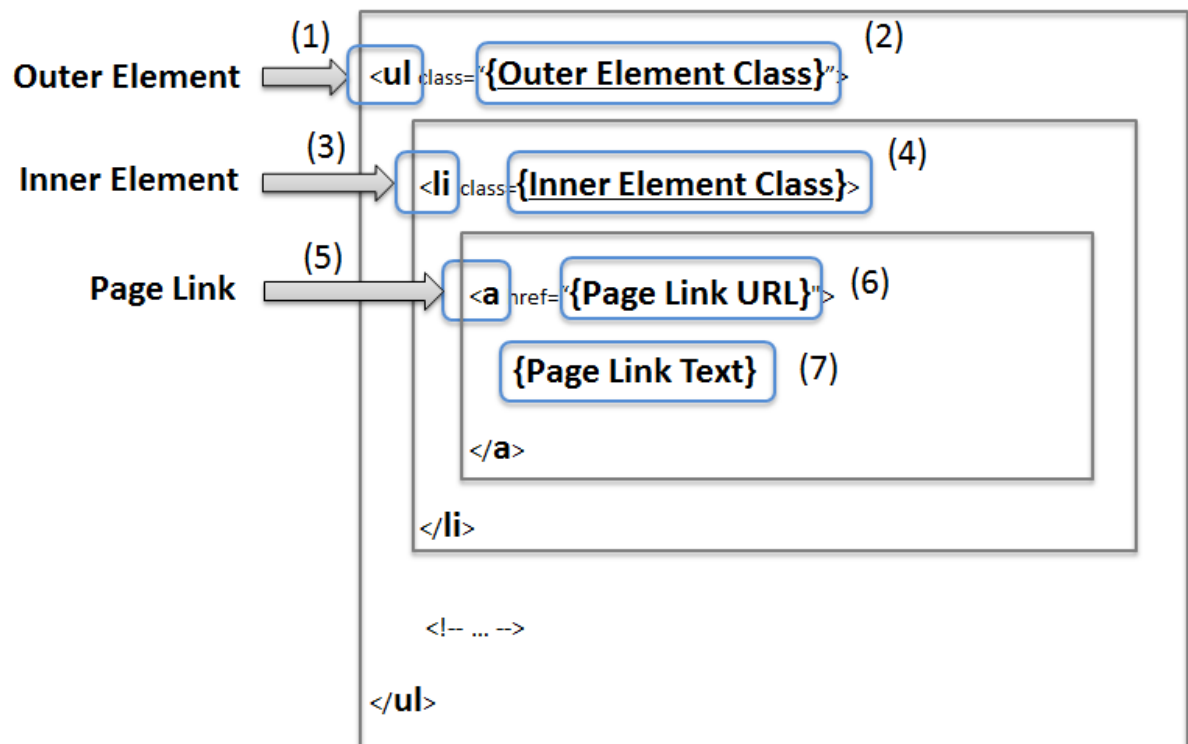 (1) (2)
Outer Element <ul class="{Outer Element Class}">
(3) (4)
Inner Element <li class={Inner Element Class}>
(5)
Page Link <a href="{Page Link URL}"> (6)
{Page Link Text} (7)
</a>
</li>
<!-- ... -->
</ul>